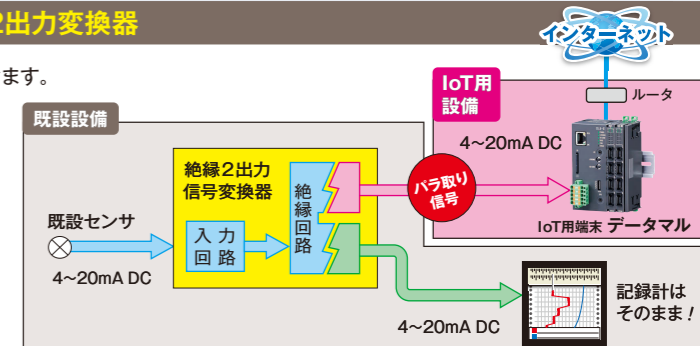 2出力変換器
ます。
インターネット
ルータ
IoT用
設備
既設設備
4〜20mA DC
絶縁2出力
信号変換器
絶縁回路
パラ取り
信号
入力
回路
既設センサ
4〜20mA DC
IoT用端末 データマル
記録計は
そのまま!
4〜20mA DC